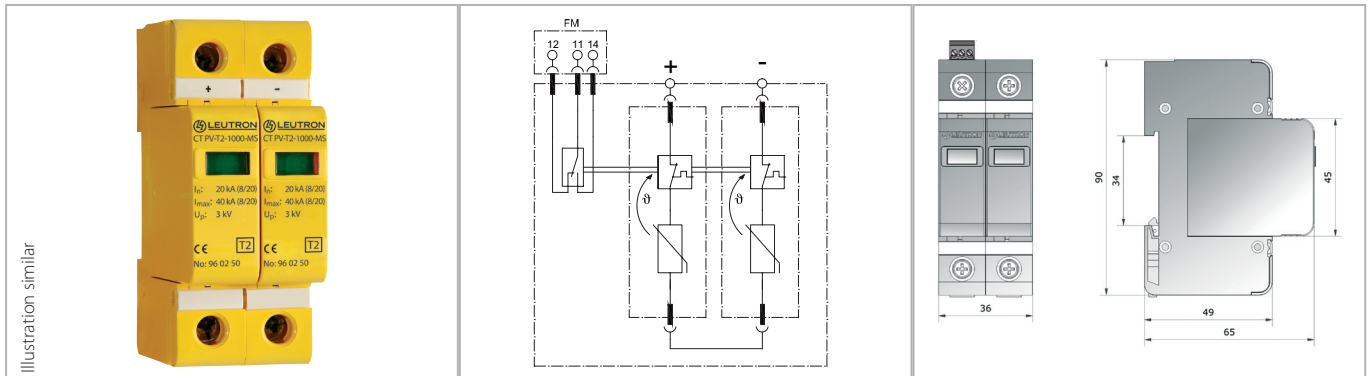 Illustration similar
+ -
LEUTRON LEUTRON
CT PV-T2-1000-MS CT PV-T2-1000-MS
In: 20 kA (8/20) In: 20 kA (8/20)
Imax: 40 kA (8/20) Imax: 40 kA (8/20)
Up: 3 kV Up: 3 kV
CE T2 CE T2
No: 96 02 50 No: 96 02 50
FM
12 11 14
+ -
ϑ ϑ
LEUTRON LEUTRON
36
90
34
45
49
65